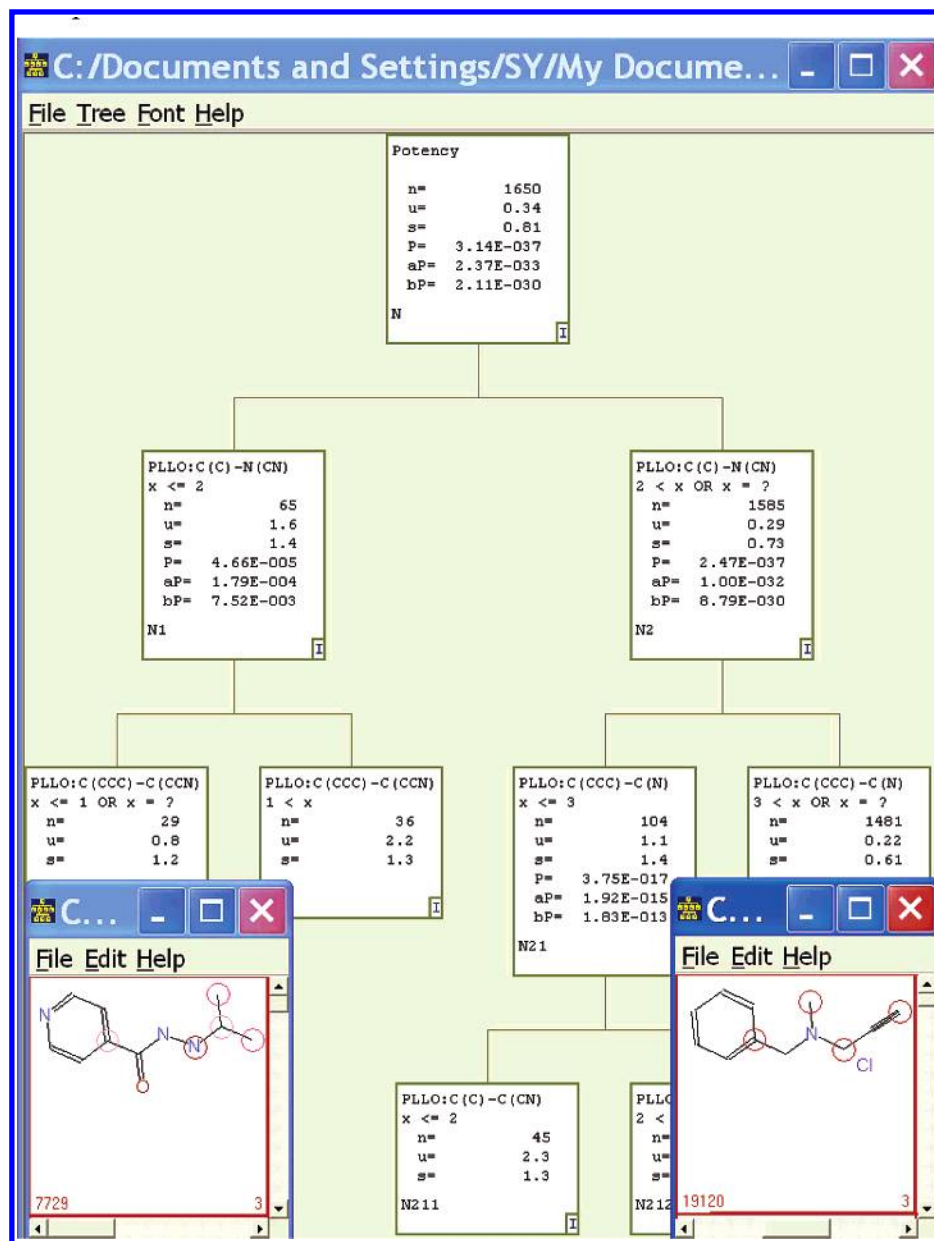 C:/Documents and Settings/SY/My Docume...
File Tree Font Help
Potency
n= 1650
u= 0.34
s= 0.81
P= 3.14E-037
aP= 2.37E-033
bP= 2.11E-030
N
I
PLLO:C(C)-N(CN)
x <= 2
n= 65
u= 1.6
s= 1.4
P= 4.66E-005
aP= 1.79E-004
bP= 7.52E-003
N1
I
PLLO:C(C)-N(CN)
2 < x OR x = ?
n= 1585
u= 0.29
s= 0.73
P= 2.47E-037
aP= 1.00E-032
bP= 8.79E-030
N2
I
PLLO:C(CCC)-C(CCN)
x <= 1 OR x = ?
n= 29
u= 0.8
s= 1.2
PLLO:C(CCC)-C(CCN)
1 < x
n= 36
u= 2.2
s= 1.3
I
PLLO:C(CCC)-C(N)
x <= 3
n= 104
u= 1.1
s= 1.4
P= 3.75E-017
aP= 1.92E-015
bP= 1.83E-013
N21
PLLO:C(CCC)-C(N)
3 < x OR x = ?
n= 1481
u= 0.22
s= 0.61
C...
File Edit Help
N
N
N
O
7729 3
C...
File Edit Help
N
Cl
19120 3
PLLO:C(C)-C(CN)
x <= 2
n= 45
u= 2.3
s= 1.3
N211
I
PLLO:
2 <
n=
u=
s=
N212